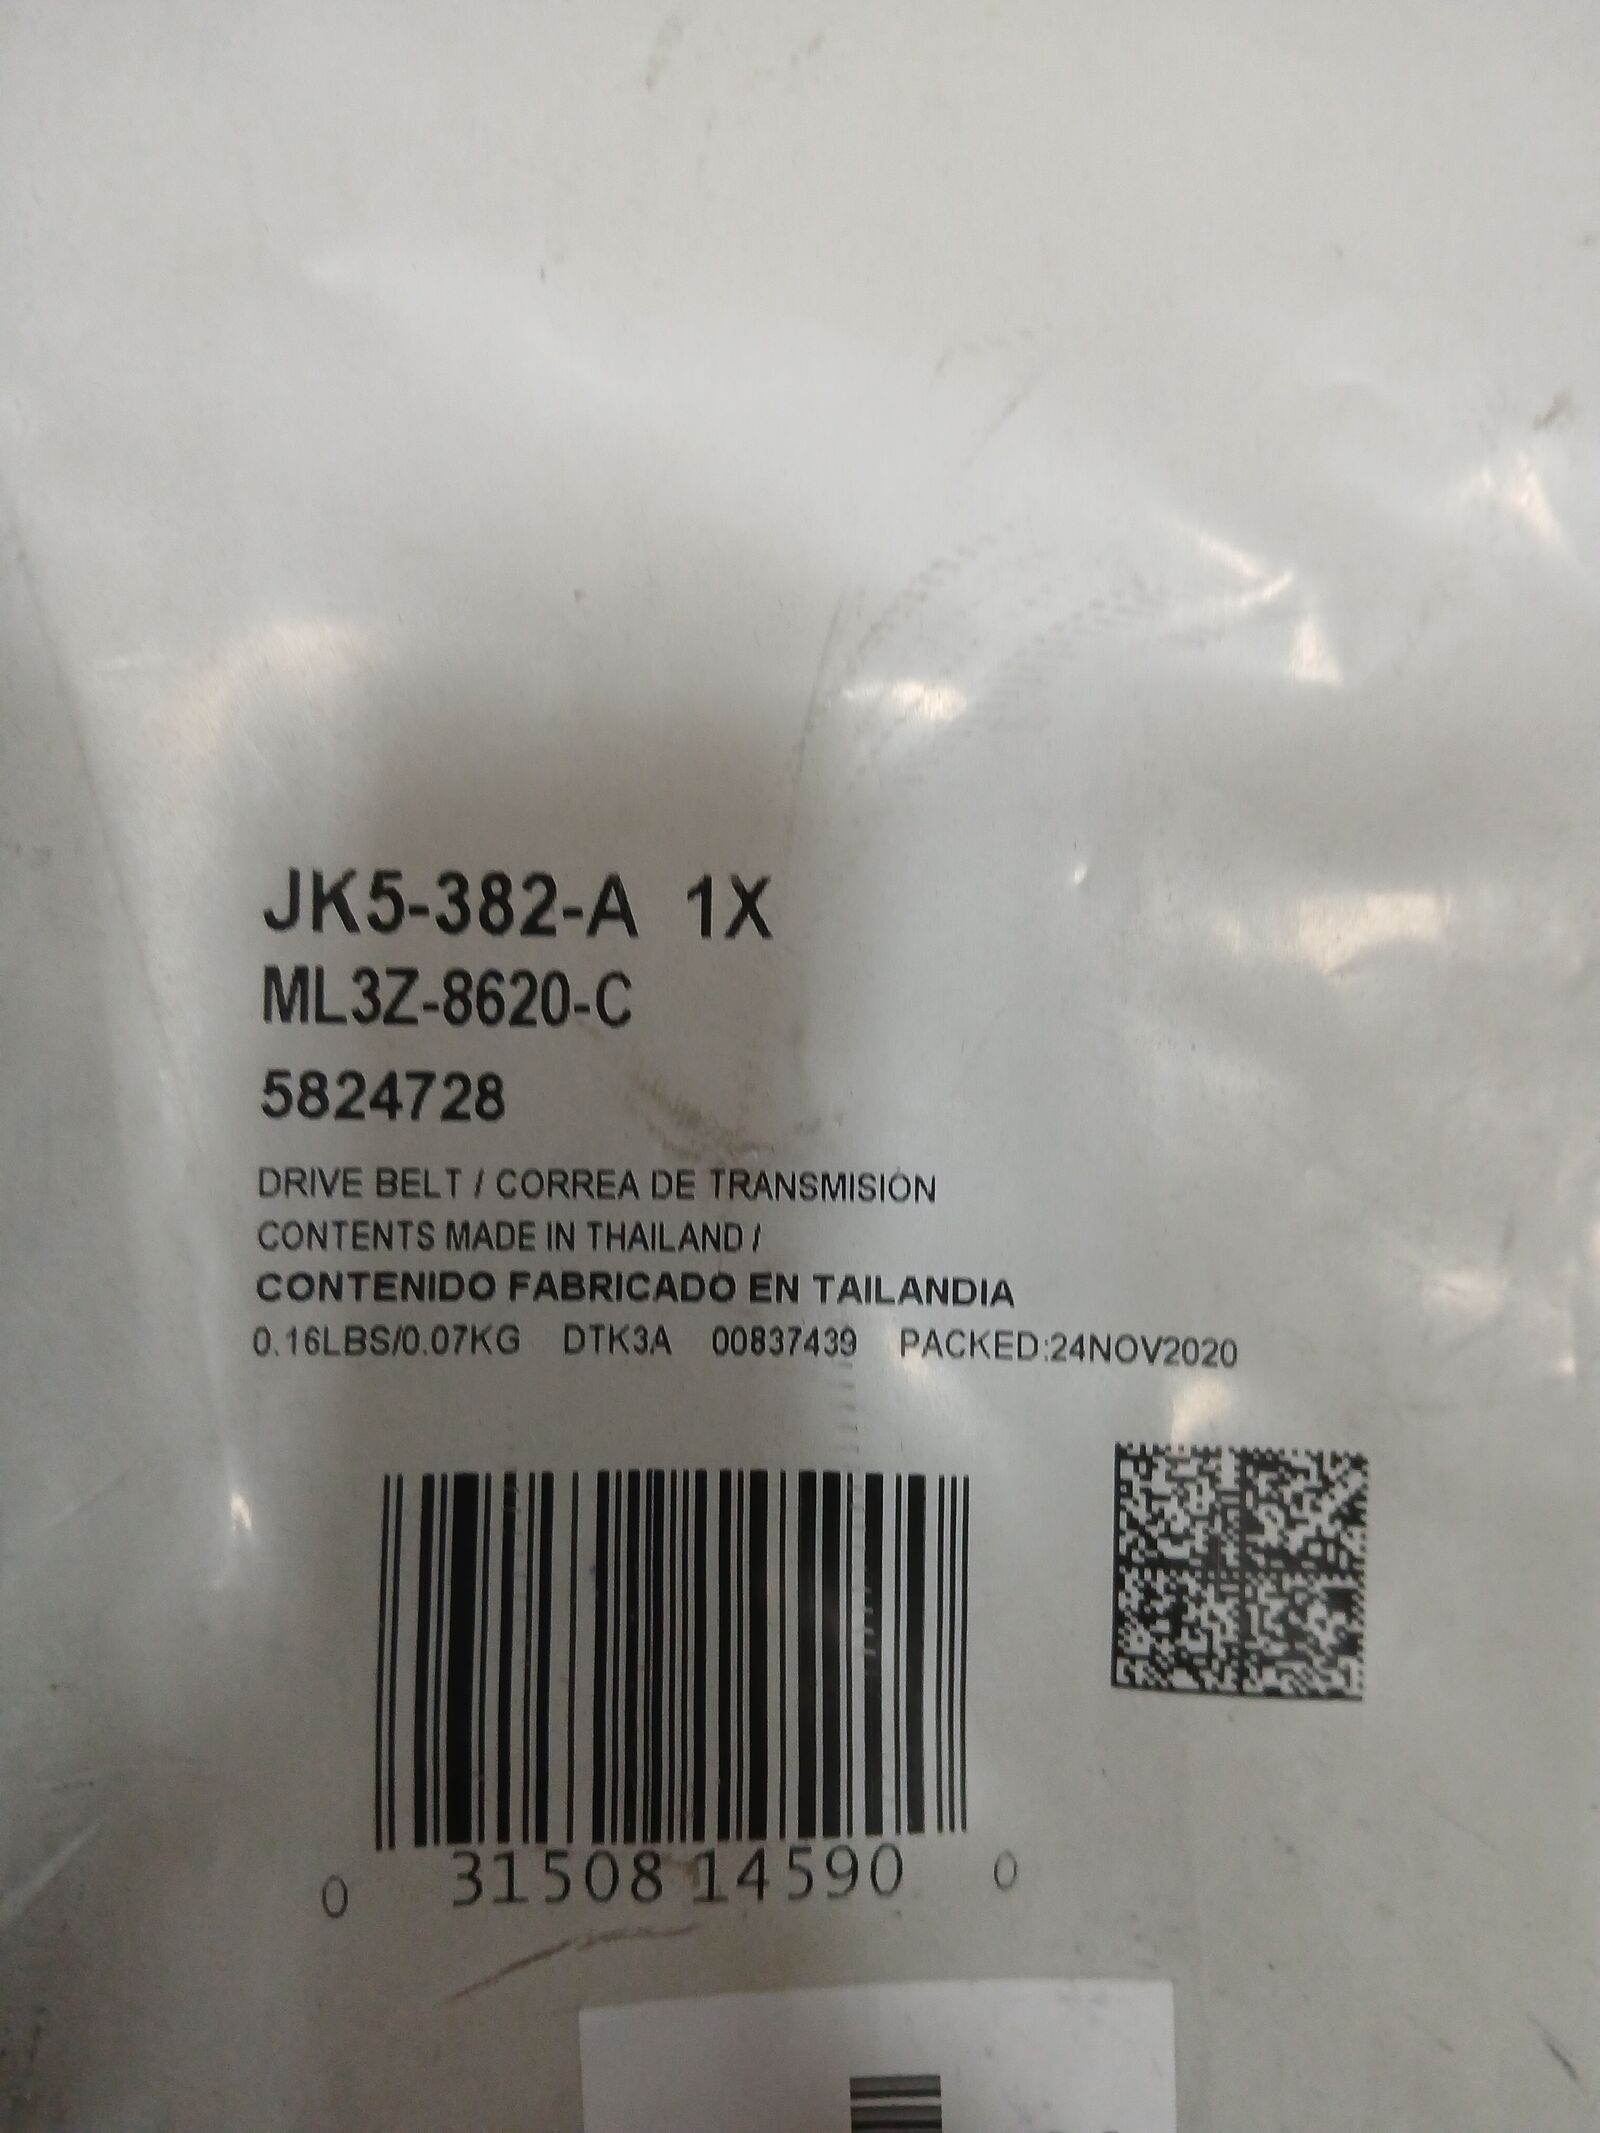 JK5-382-A 1X
ML3Z-8620-C
5824728
DRIVE BELT / CORREA DE TRANSMISIÓN
CONTENTS MADE IN THAILAND /
CONTENIDO FABRICADO EN TAILANDIA
0.16LBS/0.07KG DTK3A 00837439 PACKED:24NOV2020
0 31508 14590 0